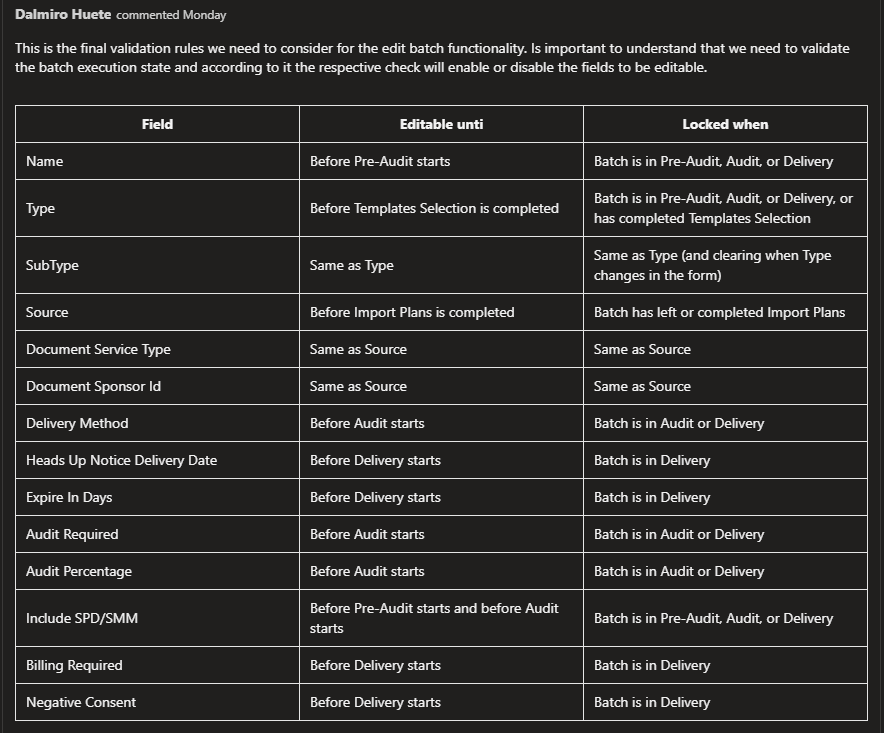 Dalmiro Huete commented Monday
This is the final validation rules we need to consider for the edit batch functionality. Is important to understand that we need to validate
the batch execution state and according to it the respective check will enable or disable the fields to be editable.
Field Editable unti Locked when
Name Before Pre-Audit starts Batch is in Pre-Audit, Audit, or Delivery
Type Before Templates Selection is completed Batch is in Pre-Audit, Audit, or Delivery, or
has completed Templates Selection
SubType Same as Type Same as Type (and clearing when Type
changes in the form)
Source Before Import Plans is completed Batch has left or completed Import Plans
Document Service Type Same as Source Same as Source
Document Sponsor Id Same as Source Same as Source
Delivery Method Before Audit starts Batch is in Audit or Delivery
Heads Up Notice Delivery Date Before Delivery starts Batch is in Delivery
Expire In Days Before Delivery starts Batch is in Delivery
Audit Required Before Audit starts Batch is in Audit or Delivery
Audit Percentage Before Audit starts Batch is in Audit or Delivery
Include SPD/SMM Before Pre-Audit starts and before Audit
starts Batch is in Pre-Audit, Audit, or Delivery
Billing Required Before Delivery starts Batch is in Delivery
Negative Consent Before Delivery starts Batch is in Delivery